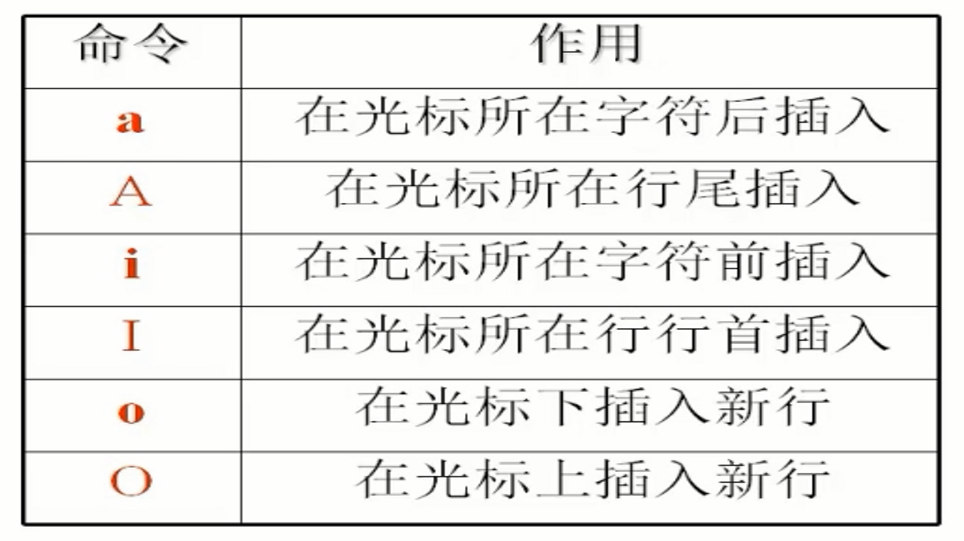 命令 作用
a 在光标所在字符后插入
A 在光标所在行尾插入
i 在光标所在字符前插入
I 在光标所在行行首插入
o 在光标下插入新行
O 在光标上插入新行